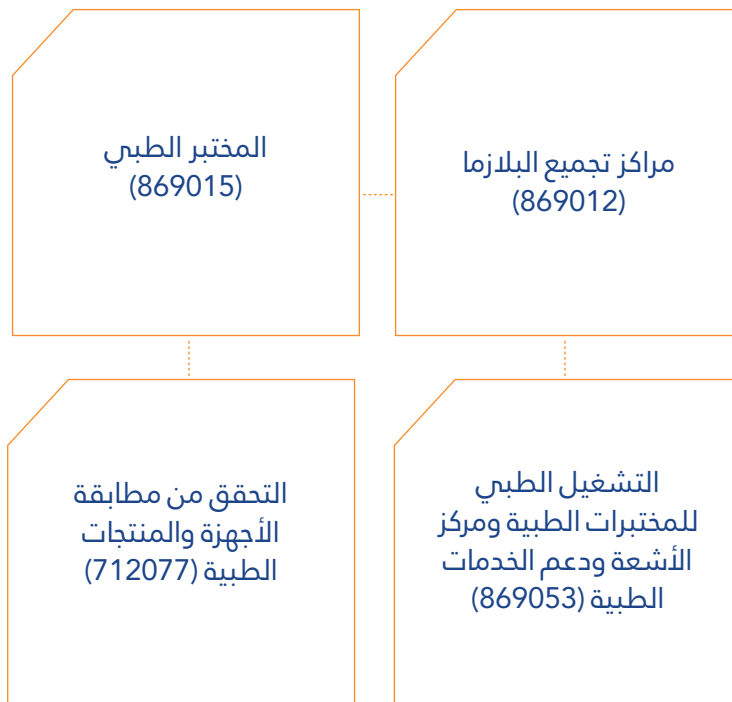 مراكز تجميع البلازما
(869012)
المختبر الطبي
(869015)
التشغيل الطبي
للمختبرات الطبية ومركز
الأشعة ودعم الخدمات
الطبية (869053)
التحقق من مطابقة
الأجهزة والمنتجات
الطبية (712077)